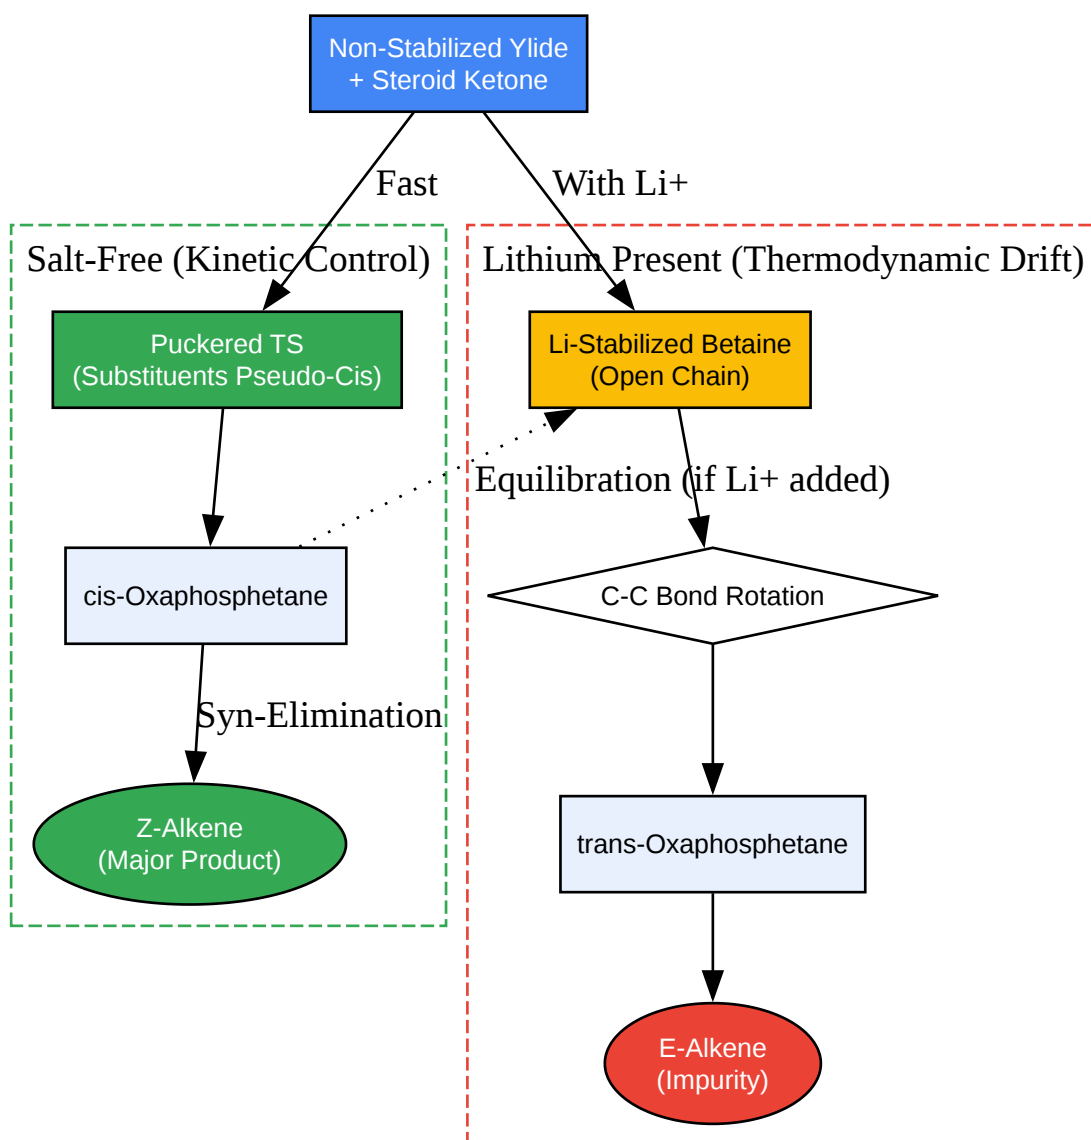 Non-Stabilized Ylide
+ Steroid Ketone
Fast
With Li+
Salt-Free (Kinetic Control)
Lithium Present (Thermodynamic Drift)
Puckered TS
(Substituents Pseudo-Cis)
Li-Stabilized Betaine
(Open Chain)
Equilibration (if Li+ added)
cis-Oxaphosphetane
C-C Bond Rotation
Syn-Elimination
Z-Alkene
(Major Product)
trans-Oxaphosphetane
E-Alkene
(Impurity)